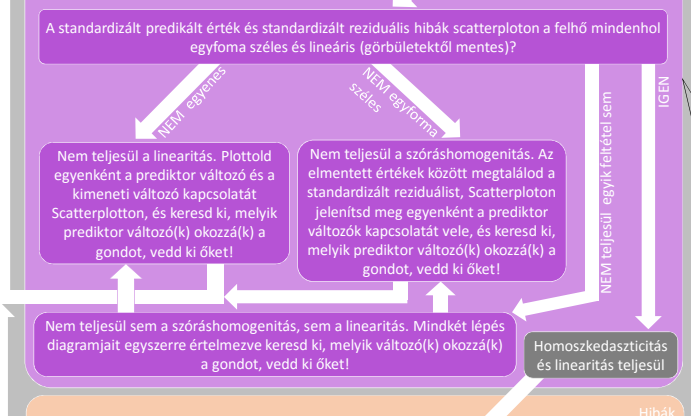 A standardizált predikált érték és standardizált reziduális hibák scatterploton a felhő mindenhol
egyfoma széles és lineáris (görbületektől mentes)?
NEM egyenes
NEM egyforma
széles
NEM teljesül egyik feltétel sem
IGEN
Nem teljesül a linearitás. Plottold
egyenként a prediktor változó és a
kimeneti változó kapcsolatát
Scatterplotton, és keresd ki, melyik
prediktor változó(k) okozzá(k) a
gondot, vedd ki őket!
Nem teljesül a szóráshomogenitás. Az
elmentett értékek között megtalálod a
standardizált reziduálist, Scatterploton
jelenítsd meg egyenként a prediktor
változók kapcsolatát vele, és keresd ki,
melyik prediktor változó(k) okozzá(k) a
gondot, vedd ki őket!
Nem teljesül sem a szóráshomogenitás, sem a linearitás. Mindkét lépés
diagramjait egyszerre értelmezve keresd ki, melyik változó(k) okozzá(k)
a gondot, vedd ki őket!
Homoszkedaszticitás
és linearitás teljesül
Hibák